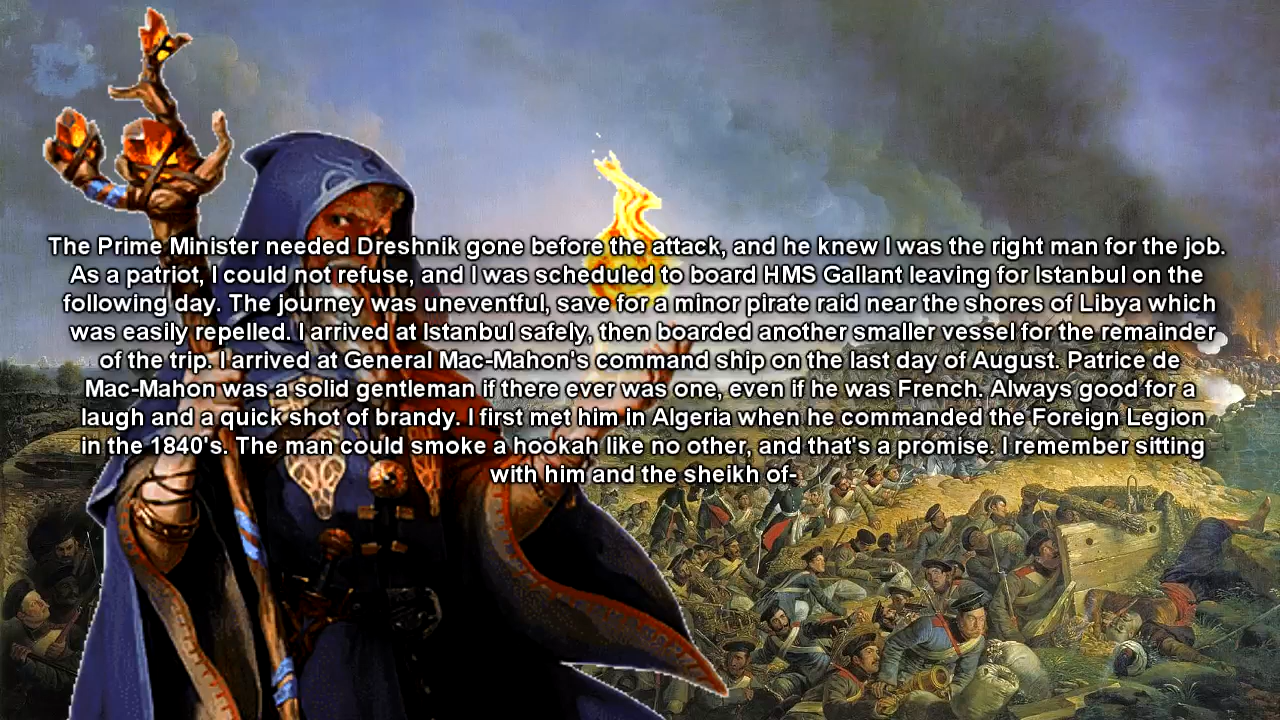 The Prime Minister needed Dreshnik gone before the attack, and he knew I was the right man for the job.
As a patriot, I could not refuse, and I was scheduled to board HMS Gallant leaving for Istanbul on the
following day. The journey was uneventful, save for a minor pirate raid near the shores of Libya which
was easily repelled. I arrived at Istanbul safely, then boarded another smaller vessel for the remainder
of the trip. I arrived at General Mac-Mahon's command ship on the last day of August. Patrice de
Mac-Mahon was a solid gentleman if there ever was one, even if he was French. Always good for a
laugh and a quick shot of brandy. I first met him in Algeria when he commanded the Foreign Legion
in the 1840's. The man could smoke a hookah like no other, and that's a promise. I remember sitting
with him and the sheikh of-